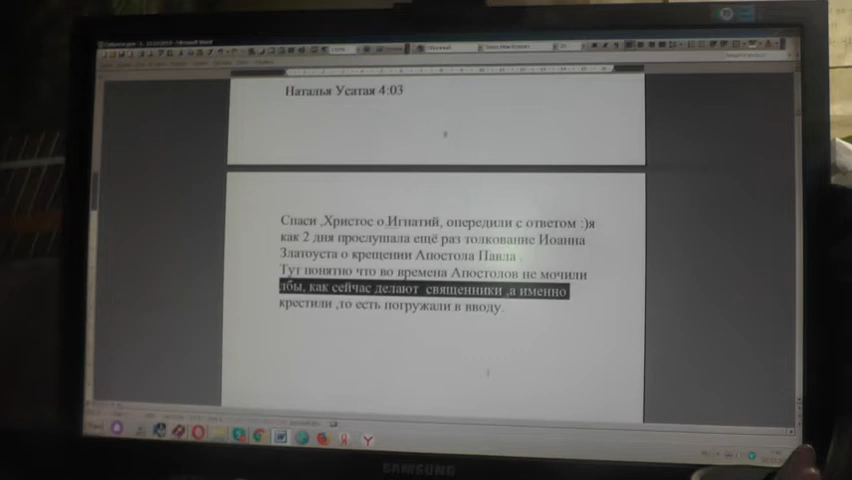 Microsoft Word
Наталья Усатая 4:03
Спаси ,Христос о.Игнатий, опередили с ответом :)я
как 2 дня прослушала ещё раз толкование Иоанна
Златоуста о крещении Апостола Павла .
Тут понятно что во времена Апостолов не мочили
лбы, как сейчас делают священники ,а именно
крестили ,то есть погружали в вводу.
SAMSUNG